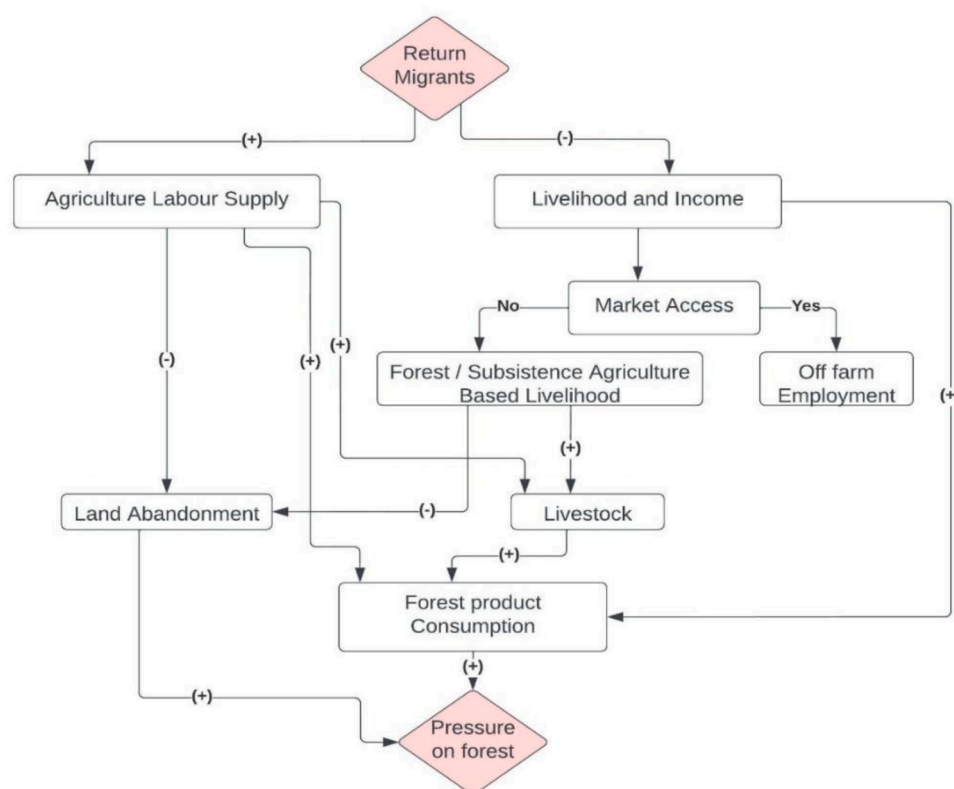 Return
Migrants
(+)
(-)
Agriculture Labour Supply
Livelihood and Income
Market Access
No
Yes
(-)
(+)
(+)
(+
Forest / Subsistence Agriculture
Based Livelihood
Off farm
Employment
(+)
Land Abandonment
(-)
Livestock
(+)
Forest product
Consumption
(+)
(+)
Pressure
on forest